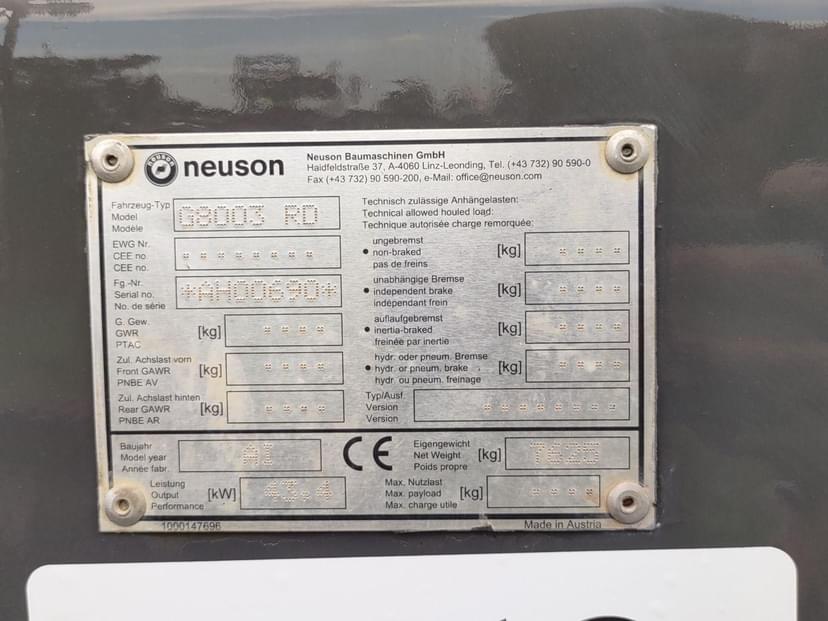 neuson
Neuson Baumaschinen GmbH
Haidfeldstraße 37, A-4060 Linz-Leonding, Tel. (+43 732) 90 590-0
Fax (+43 732) 90 590-200, e-Mail: office@neuson.com
Fahrzeug-Typ
Model
Modèle
G8003 RD
EWG Nr.
CEE no.
CEE no.
Fg.-Nr.
Serial no.
No. de série
*AH00690*
G. Gew.
GWR
PTAC
[kg]
Zul. Achslast vorn
Front GAWR
PNBE AV
[kg]
Zul. Achslast hinten
Rear GAWR
PNBE AR
[kg]
Technisch zulässige Anhängelasten:
Technical allowed houled load:
Technique autorisée charge remorquée:
ungebremst
• non-braked
pas de freins
[kg]
unabhängige Bremse
• independent brake
indépendant frein
[kg]
auflaufgebremst
• inertia-braked
freinée par inertie
[kg]
hydr. oder pneum. Bremse
• hydr. or pneum. brake
hydr. ou pneum. freinage
[kg]
Typ/Ausf.
Version
Version
Baujahr
Model year
Année fabr.
AI
CE
Eigengewicht
Net Weight
Poids propre
[kg]
7625
Leistung
Output
Performance
[kW]
43.4
Max. Nutzlast
Max. payload
Max. charge utile
[kg]
1000147696
Made in Austria